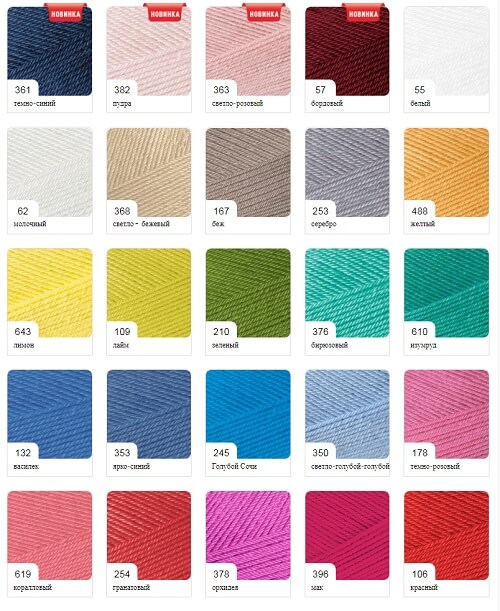 НОВИНКА НОВИНКА НОВИНКА НОВИНКА
361 382 363 57 55
темно-синий пудра светло-розовый бордовый белый
62 368 167 253 488
молочный светло - бежевый беж серебро желтый
643 109 210 376 610
лимон лайм зеленый бирюзовый изумруд
132 353 245 350 178
василек ярко-синий Голубой Сочи светло-голубой-голубой темно-розовый
619 254 378 396 106
коралловый гранатовый орхидея мак красный